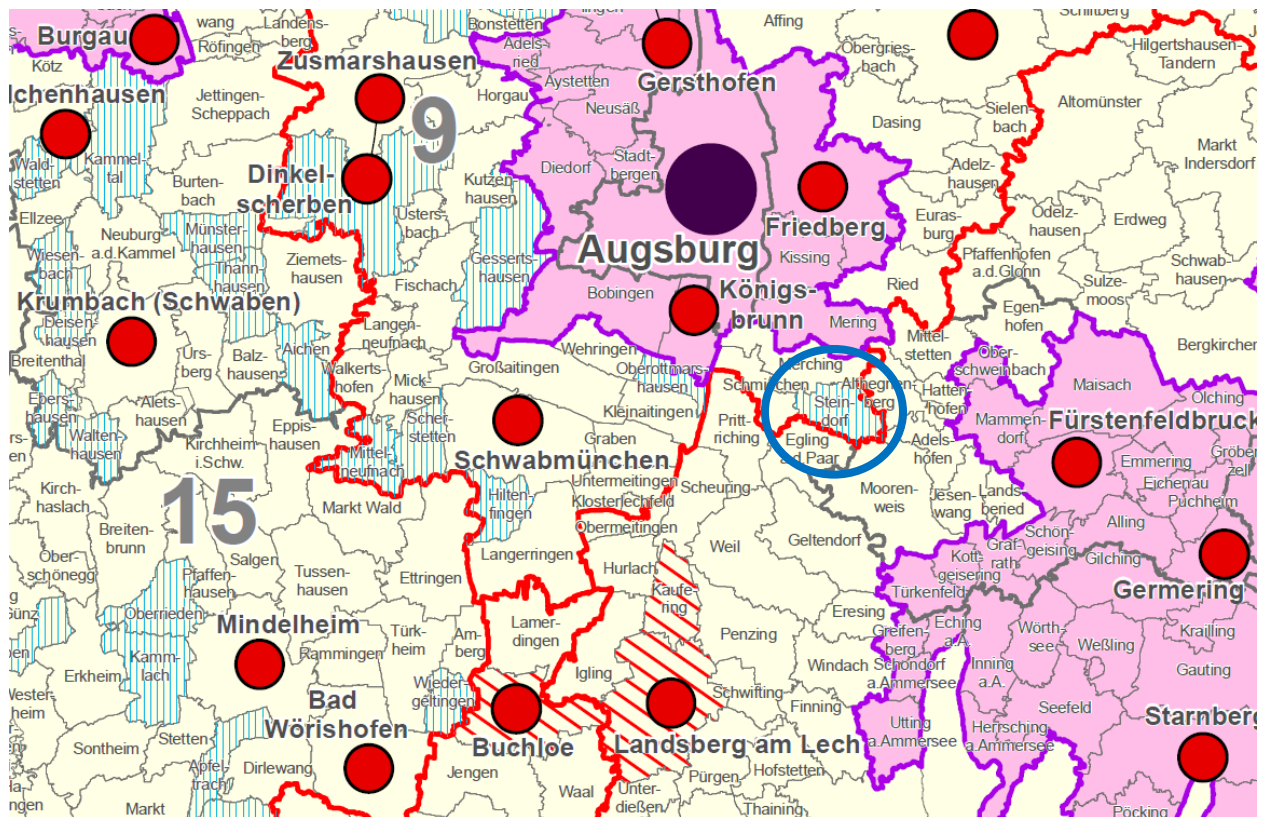 wang
Landens-
berg
Bonstetten
Affing
Burgau
Röfingen
Adels-
ried
Obergries-
bach
Hilgertshausen-
Tandern
Kötz
Zusmarshausen
Aystetten
Gersthofen
lchenhausen
Jettingen-
Scheppach
9
Horgau
Neusäß
Sielen-
bach
Altomünster
Dasing
Wald-
stetten
Kammel-
tal
Diedorf
Stadt-
bergen
Markt
Indersdorf
Dinkel-
scherben
Burten-
bach
Kutzen-
hausen
Adelz-
hausen
Ellzee
Neuburg
a.d.Kammel
Münster-
hausen
Usters-
bach
Friedberg
Euras-
burg
Odelz-
hausen
Erdweg
Wiesen-
bach
Ziemets-
hausen
Augsburg
Kissing
Pfaffenhofen
a.d.Glonn
Thann-
hausen
Gesserts-
hausen
Schwab-
hausen
Fischach
Bobingen
Königs-
brunn
Ried
Sulze-
moos
Krumbach (Schwaben)
Egen-
hofen
Deisen-
hausen
Langen-
neufnach
Mering
Mittel-
stetten
Bergkirchen
Breitenthal
Urs-
berg
Balz-
hausen
Aichen
Wehringen
Ober-
schweinbach
Walkerts-
hofen
Großaitingen
Oberottmars-
hausen
Merching
Schmiechen
Althegnen-
berg
Maisach
Ebers-
hausen
Mick-
hausen
Hatten-
hofen
Olching
Alets-
hausen
Kleinaitingen
Stein-
dorf
Scher-
stetten
Pritt-
riching
Mammen-
dorf
Fürstenfeldbruck
Walten-
hausen
Eppis-
hausen
Kirchheim
i.Schw.
Graben
Egling
a.d.Paar
Adels-
hofen
Mittel-
neufnach
Schwabmünchen
Emmering
Gröben-
zell
Untermeitingen
Eichenau
Puchheim
15
Kirch-
haslach
Hilten-
fingen
Klosterlechfeld
Scheuring
Mooren-
weis
Jesen-
wang
Lands-
beried
Markt Wald
Obermeitingen
Alling
Breiten-
brunn
Geltendorf
Schön-
geising
Ober-
schönegg
Salgen
Langerringen
Weil
Graf-
rath
Gilching
Kott-
geisering
Pfaffen-
hausen
Tussen-
hausen
Ettringen
Hurlach
Kaufe-
ring
Türkenfeld
Germering
Günz
Oberrieden
Mindelheim
Lamer-
dingen
Eresing
Greifen-
berg
Eching
a.A.
Wörth-
see
Krailling
Türk-
heim
Am-
berg
Penzing
Weßling
Rammingen
Kamm-
lach
Erkheim
Igling
Windach
Schondorf
a.Ammersee
Inning
a.A.
Gauting
Wester-
heim
Wieder-
geltingen
Schwifting
Finning
Seefeld
Bad
Wörishofen
Utting
a.Ammersee
Herrsching
a.Ammersee
Starnberg
Sontheim
Stetten
Buchloe
Landsberg am Lech
Apfel-
trach
Dirlewang
Jengen
Pürgen
Hofstetten
Waal
Unter-
dießen
Markt
Thaining
Pöcking